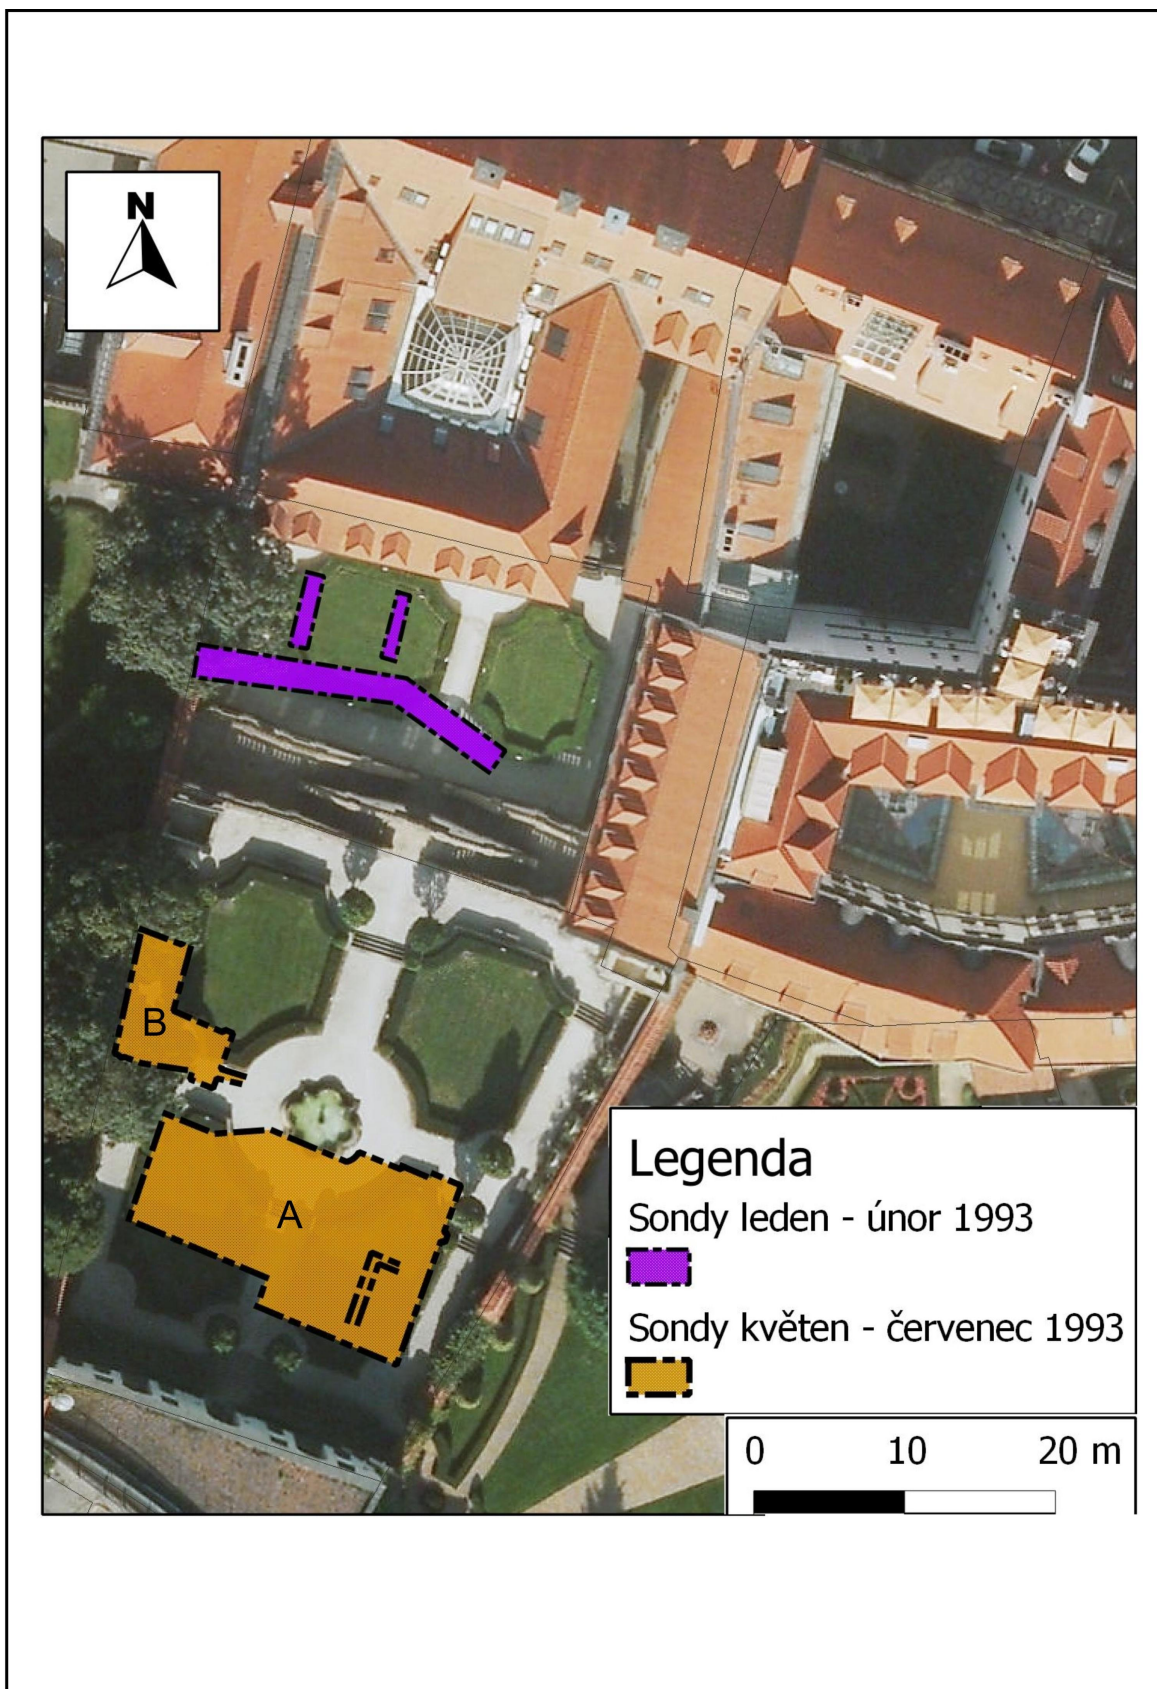 N
B
A
Legenda
Sondy leden - únor 1993
Sondy květen - červenec 1993
0 10 20 m